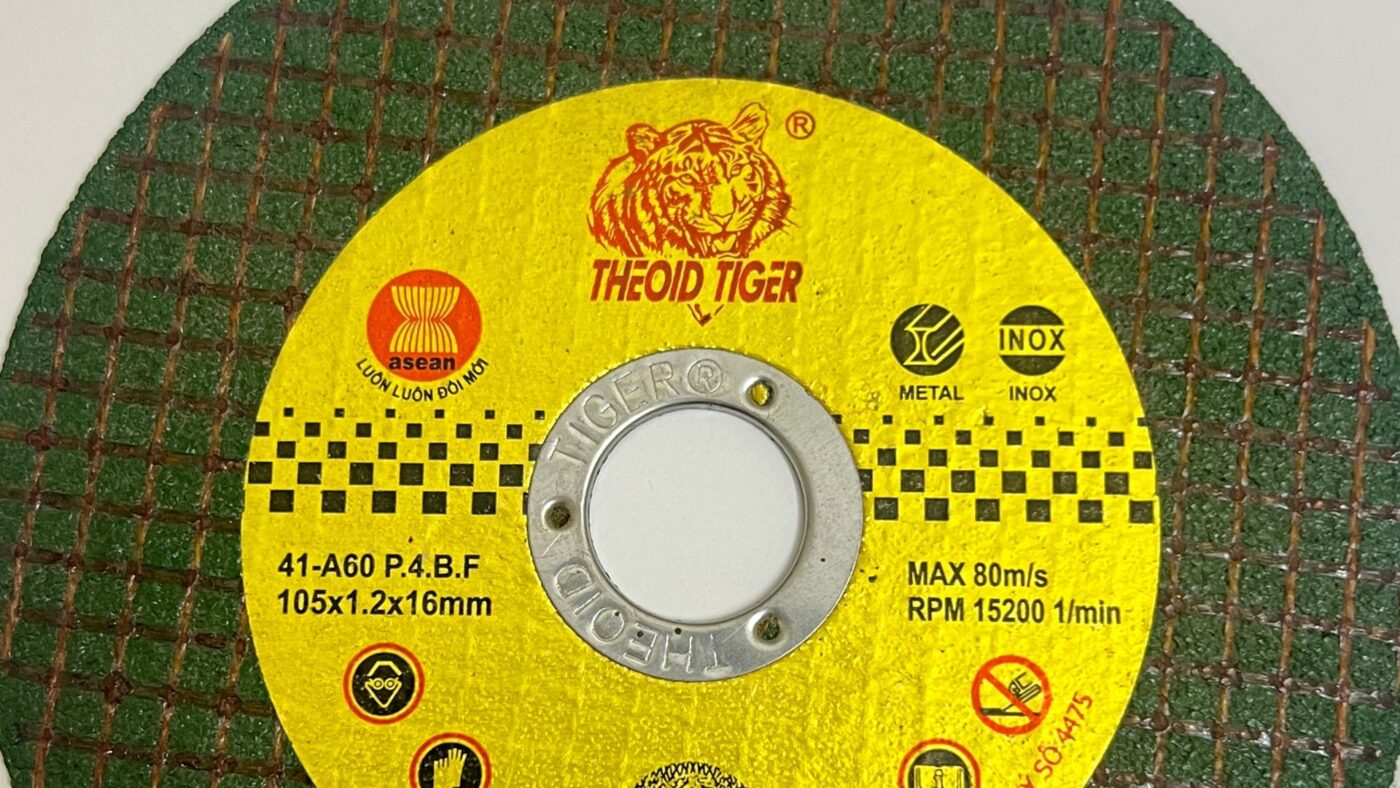 ®
THEOID TIGER
asean
LUÔN LUÔN ĐỔI MỚI
INOX
METAL
INOX
TIGER®
THEOID
41-A60 P.4.B.F
105x1.2x16mm
MAX 80m/s
RPM 15200 1/min
SỐ 4475